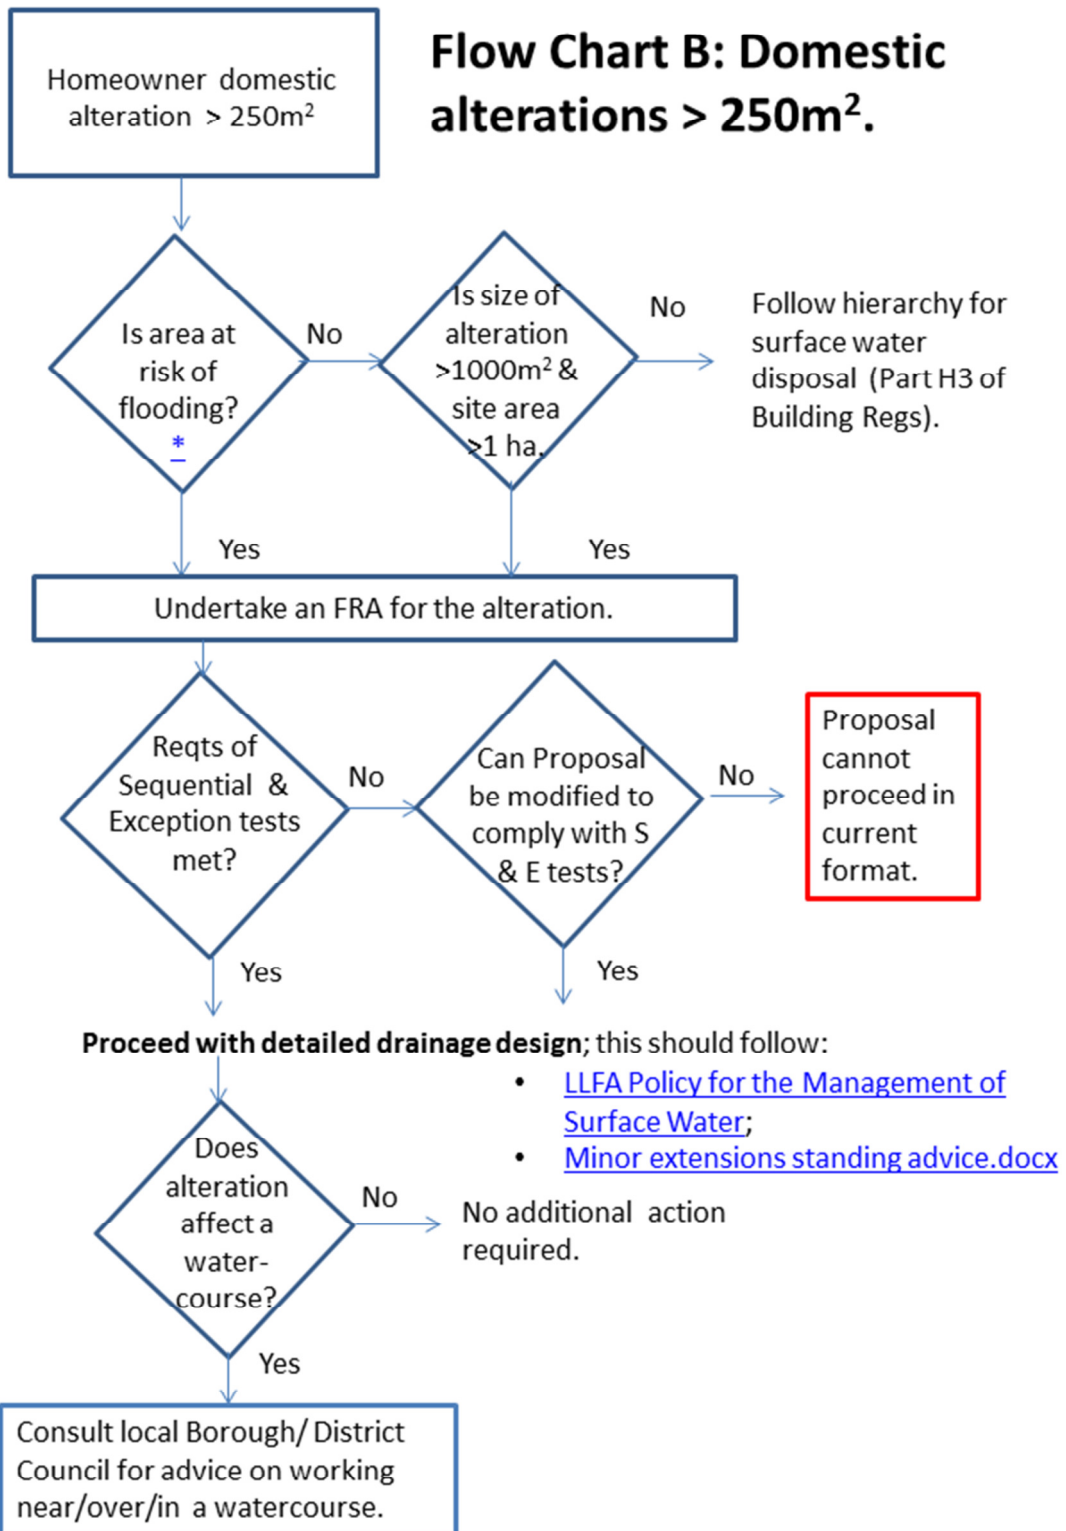 Flow Chart B: Domestic
alterations > 250m².
Homeowner domestic
alteration > 250m²
Is area at
risk of
flooding?
*
No
Is size of
alteration
>1000m² &
site area
>1 ha.
No
Follow hierarchy for
surface water
disposal (Part H3 of
Building Regs).
Yes
Yes
Undertake an FRA for the alteration.
Reqts of
Sequential &
Exception tests
met?
No
Can Proposal
be modified to
comply with S
& E tests?
No
Proposal
cannot
proceed in
current
format.
Yes
Yes
Proceed with detailed drainage design; this should follow:
• LLFA Policy for the Management of
Surface Water;
• Minor extensions standing advice.docx
Does
alteration
affect a
water-
course?
No
No additional action
required.
Yes
Consult local Borough/ District
Council for advice on working
near/over/in a watercourse.